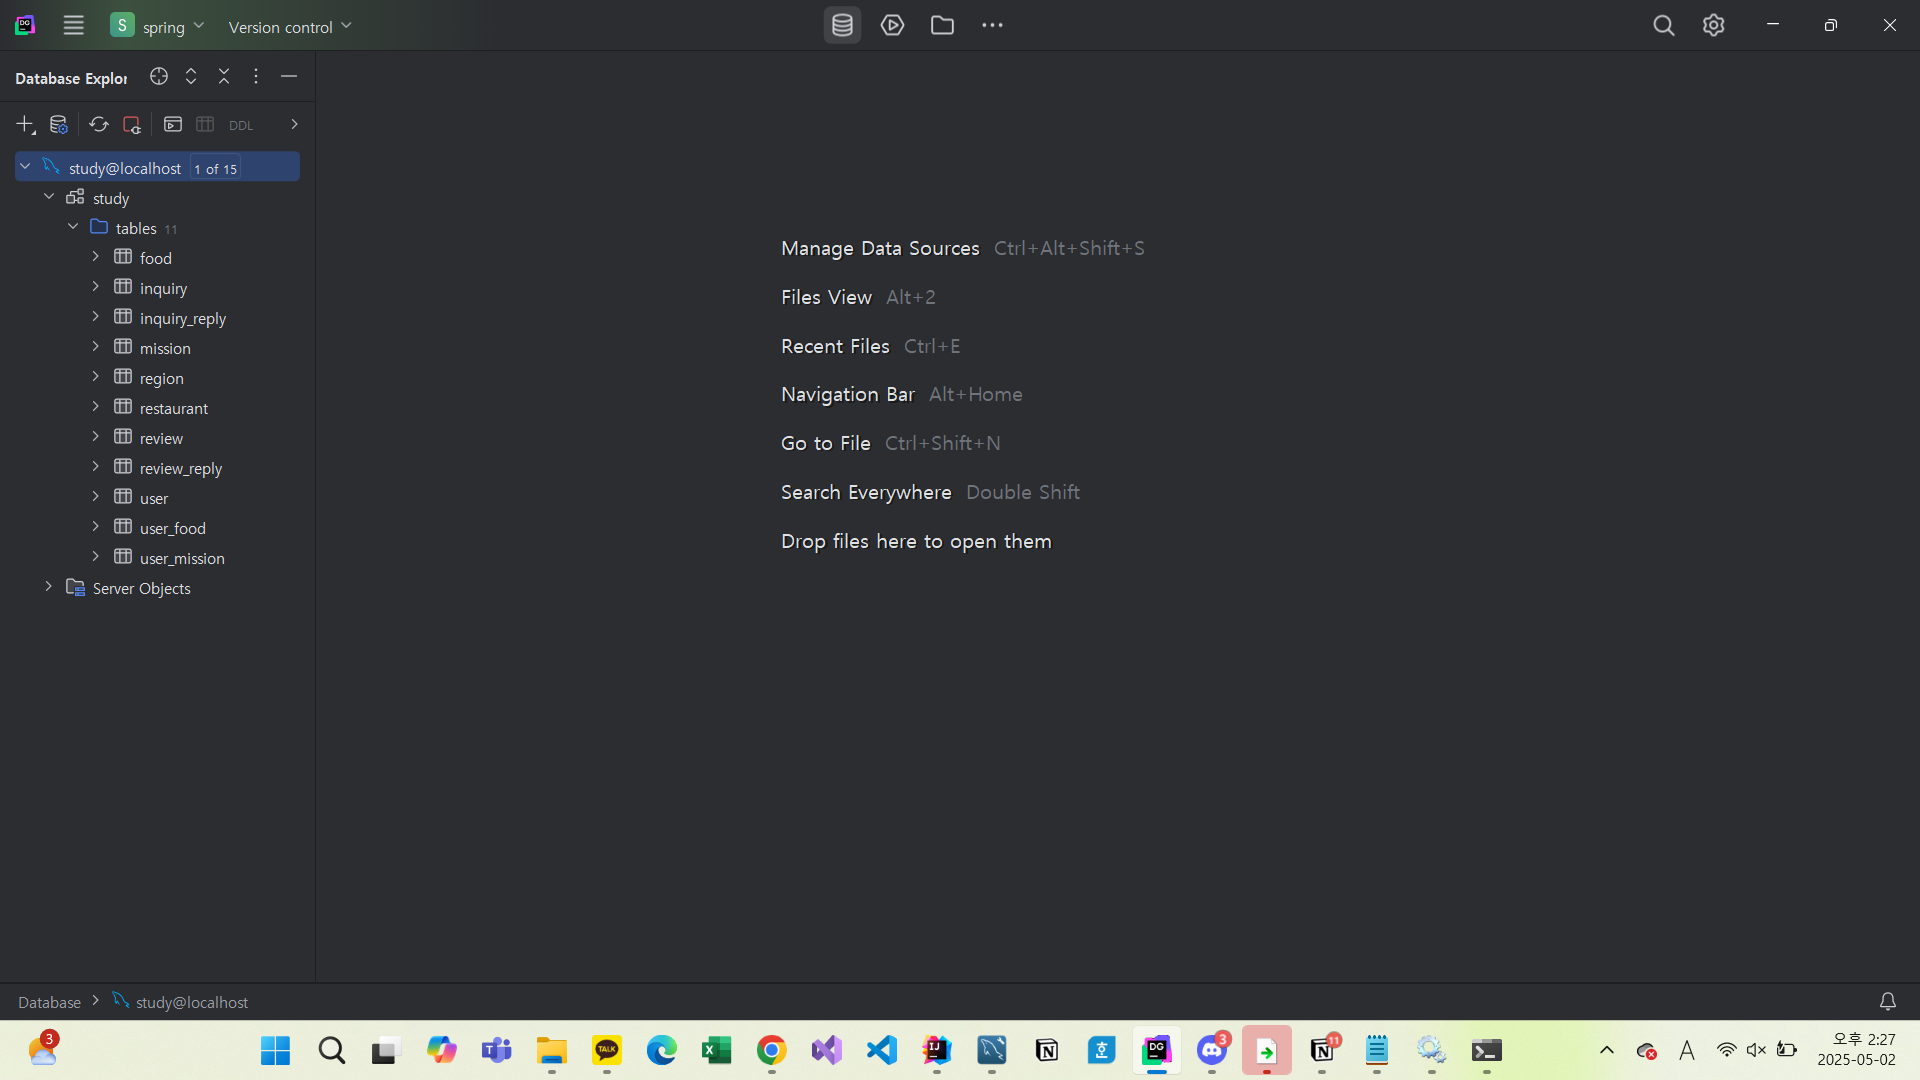 S spring Version control
Database Explor
DDL
study@localhost 1 of 15
study
tables 11
food
inquiry
inquiry_reply
mission
region
restaurant
review
review_reply
user
user_food
user_mission
Server Objects
Manage Data Sources Ctrl+Alt+Shift+S
Files View Alt+2
Recent Files Ctrl+E
Navigation Bar Alt+Home
Go to File Ctrl+Shift+N
Search Everywhere Double Shift
Drop files here to open them
Database study@localhost
3
TALK
IJ
DG
3
11
A
오후 2:27
2025-05-02